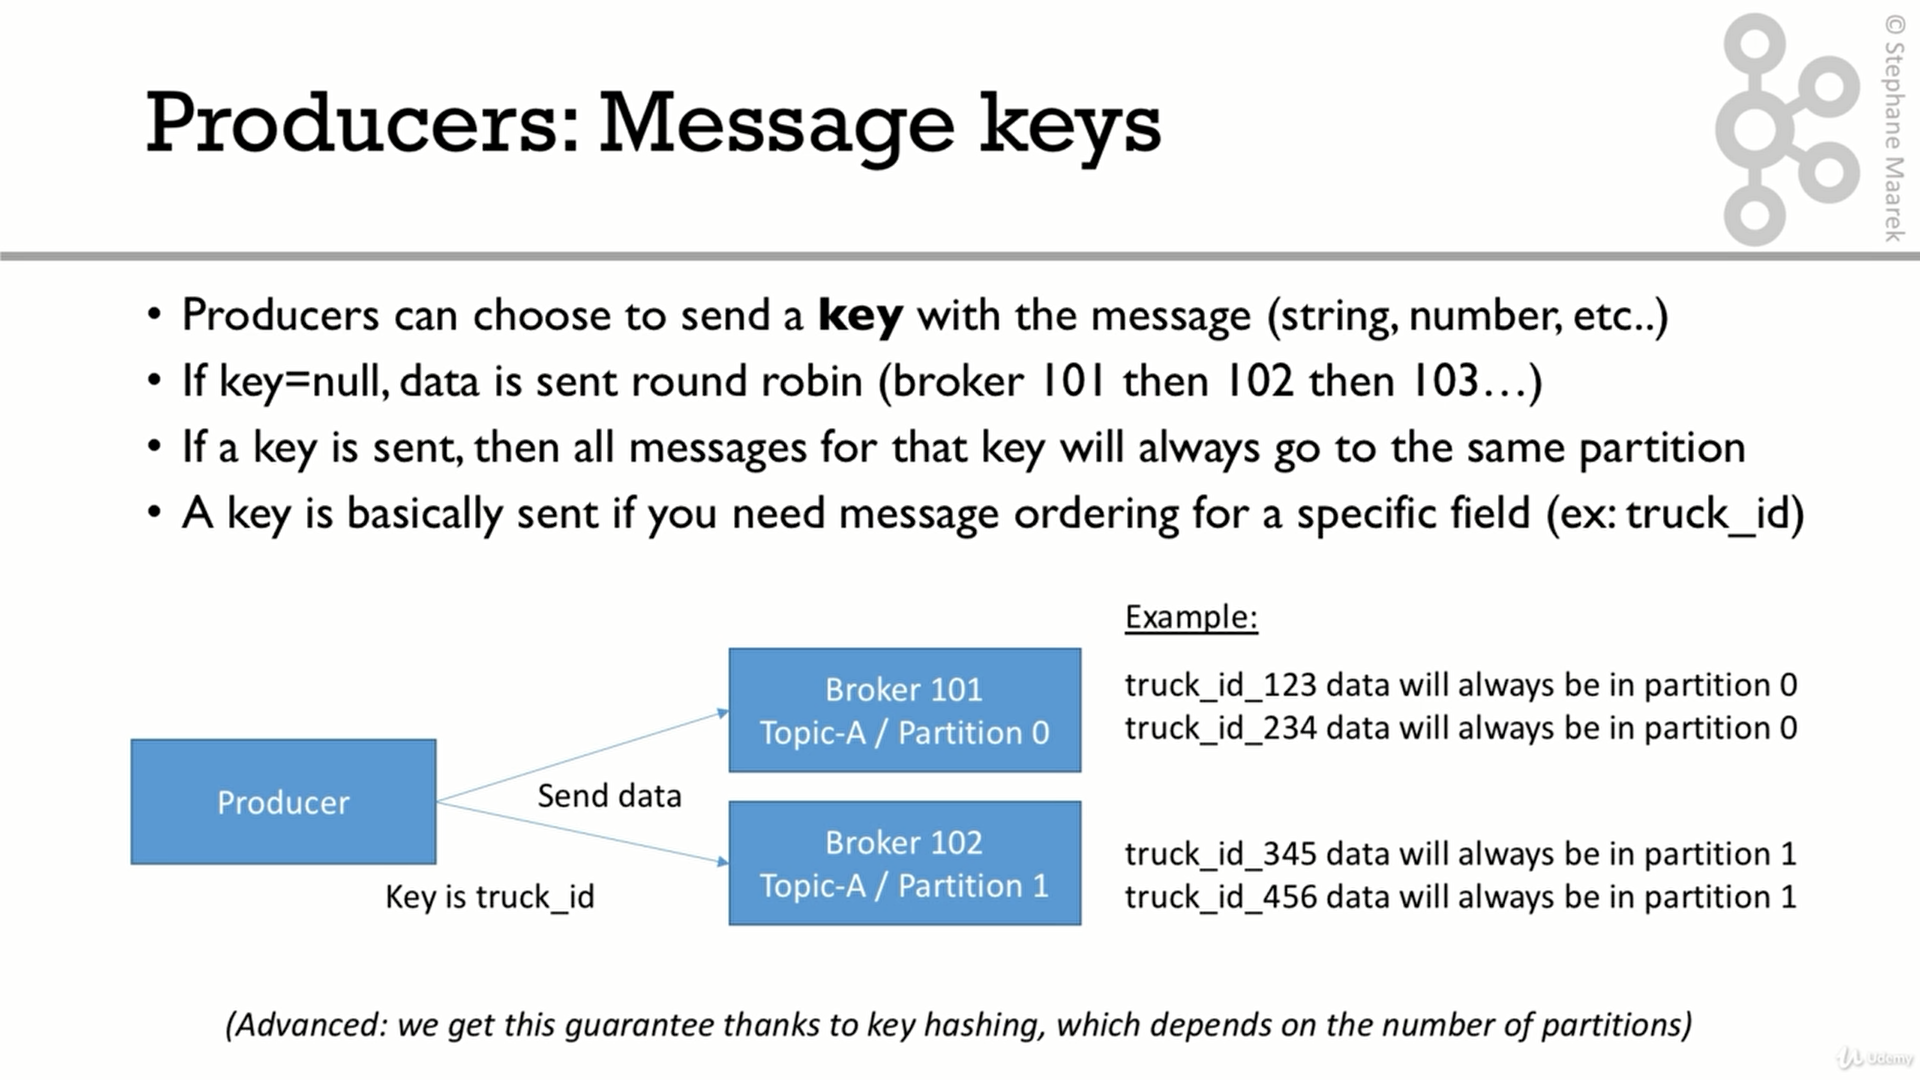 Producers: Message keys
© Stephane Maarek
• Producers can choose to send a key with the message (string, number, etc..)
• If key=null, data is sent round robin (broker 101 then 102 then 103…)
• If a key is sent, then all messages for that key will always go to the same partition
• A key is basically sent if you need message ordering for a specific field (ex: truck_id)
Example:
Broker 101
Topic-A / Partition 0
truck_id_123 data will always be in partition 0
truck_id_234 data will always be in partition 0
Producer
Send data
Key is truck_id
Broker 102
Topic-A / Partition 1
truck_id_345 data will always be in partition 1
truck_id_456 data will always be in partition 1
(Advanced: we get this guarantee thanks to key hashing, which depends on the number of partitions)
Udemy